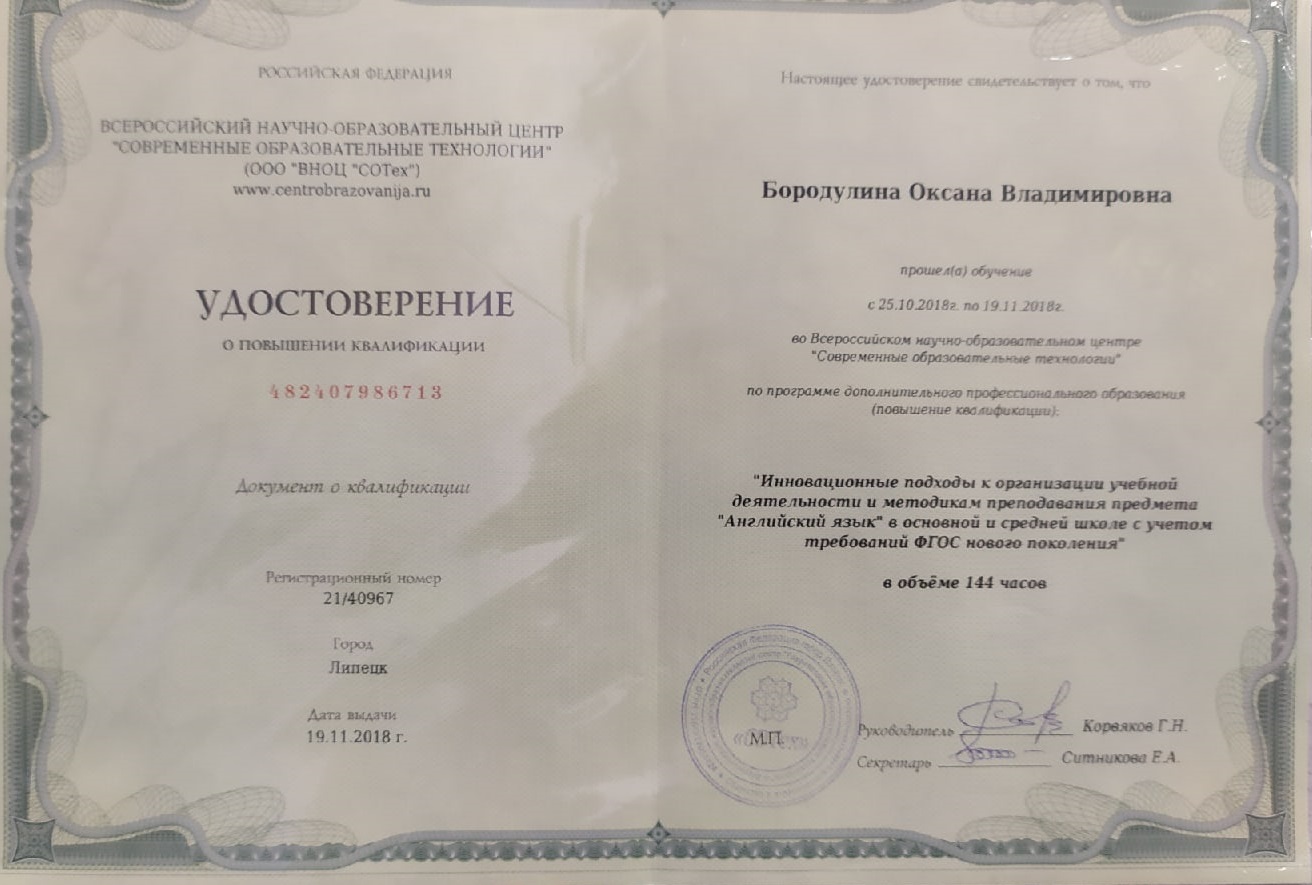 РОССИЙСКАЯ ФЕДЕРАЦИЯ
ВСЕРОССИЙСКИЙ НАУЧНО-ОБРАЗОВАТЕЛЬНЫЙ ЦЕНТР
"СОВРЕМЕННЫЕ ОБРАЗОВАТЕЛЬНЫЕ ТЕХНОЛОГИИ"
(ООО "ВНОЦ "СОТех")
www.centrobrazovanija.ru
УДОСТОВЕРЕНИЕ
О ПОВЫШЕНИИ КВАЛИФИКАЦИИ
482407986713
Документ о квалификации
Регистрационный номер
21/40967
Город
Липецк
Дата выдачи
19.11.2018 г.
Настоящее удостоверение свидетельствует о том, что
Бородулина Оксана Владимировна
прошел(а) обучение
с 25.10.2018г. по 19.11.2018г.
во Всероссийском научно-образовательном центре
"Современные образовательные технологии"
по программе дополнительного профессионального образования
(повышение квалификации):
"Инновационные подходы к организации учебной
деятельности и методикам преподавания предмета
"Английский язык" в основной и средней школе с учетом
требований ФГОС нового поколения"
в объёме 144 часов
М.П.
Руководитель Корвяков Г.Н.
Секретарь Ситникова Е.А.